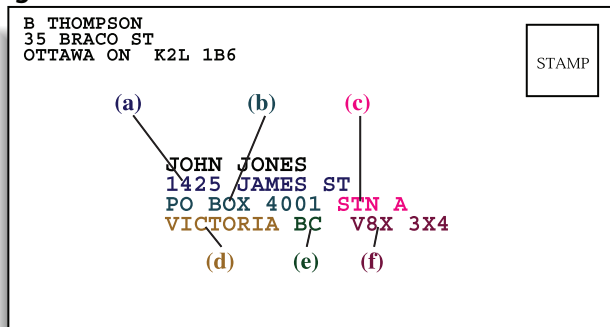 B THOMPSON
35 BRACO ST
OTTAWA ON  K2L 1B6
STAMP
(a) (b) (c)
JOHN JONES
1425 JAMES ST
PO BOX 4001 STN A
VICTORIA BC  V8X 3X4
(d) (e) (f)